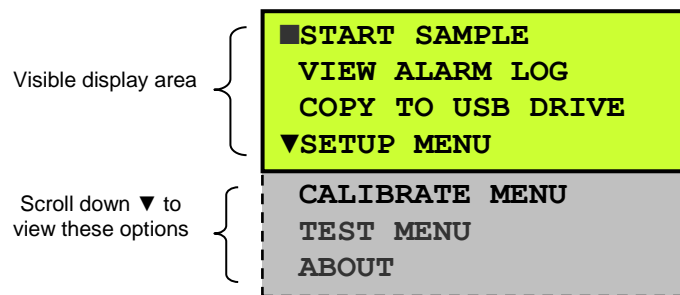 Visible display area
■START SAMPLE
VIEW ALARM LOG
COPY TO USB DRIVE
▼SETUP MENU
Scroll down ▼ to
view these options
CALIBRATE MENU
TEST MENU
ABOUT